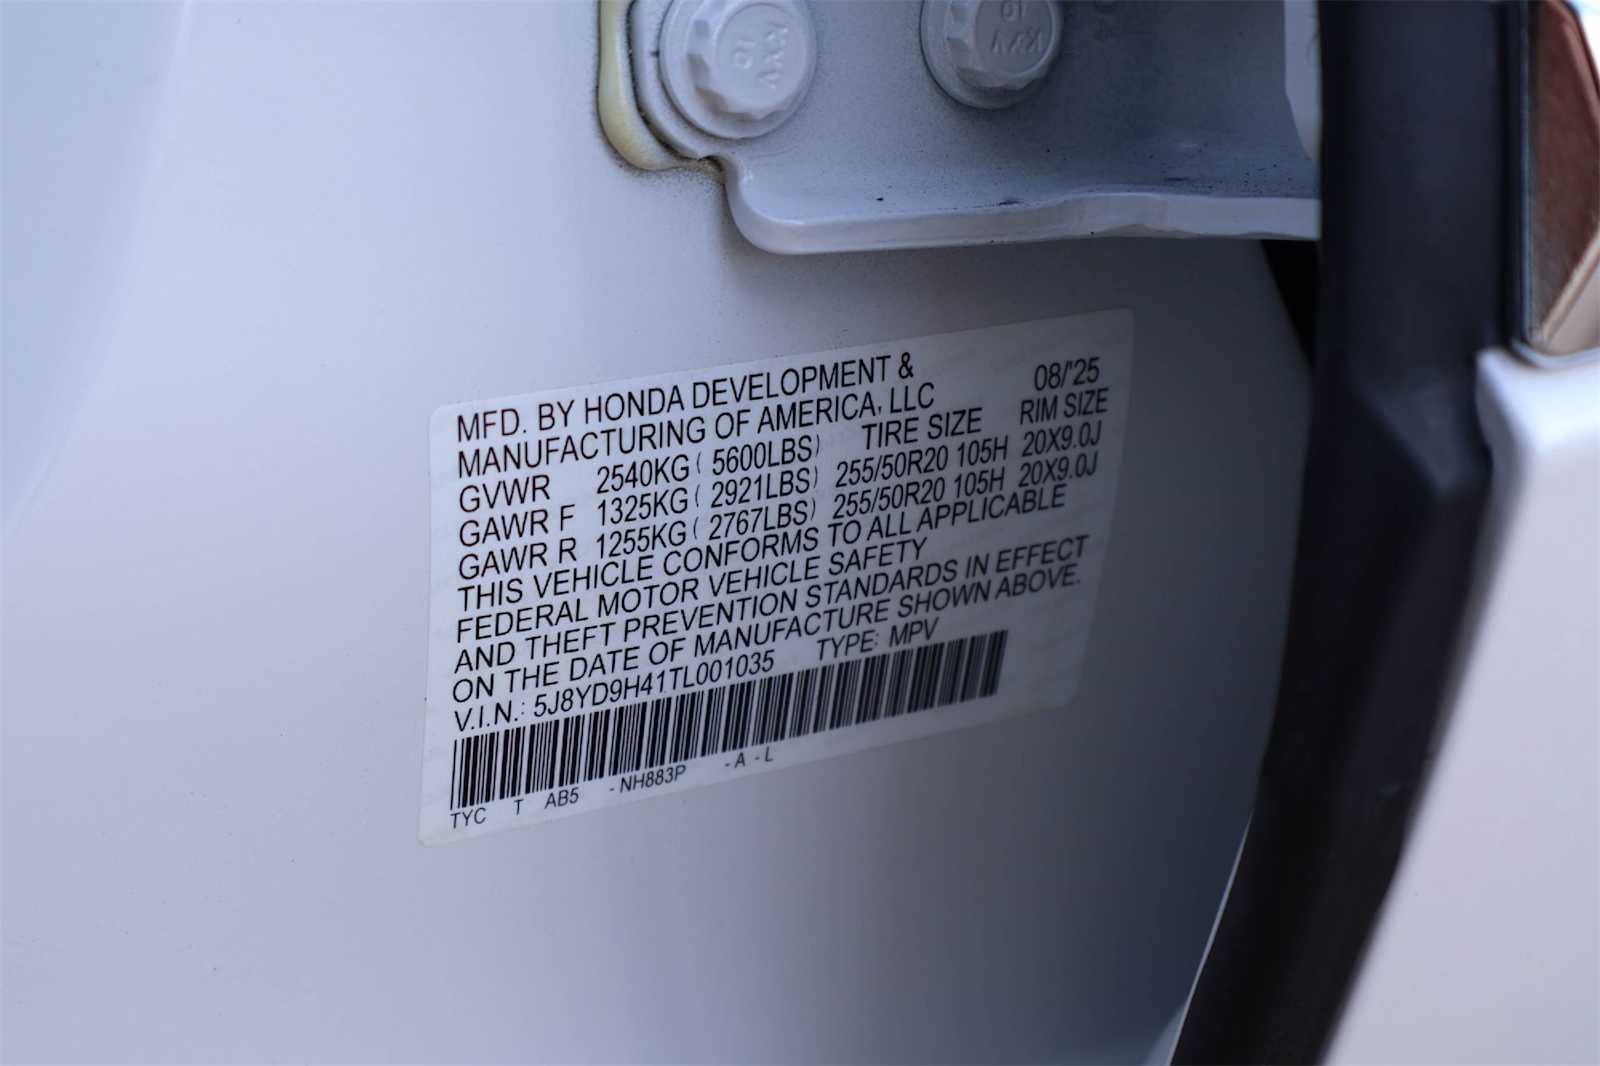 MFD. BY HONDA DEVELOPMENT & 08/'25
MANUFACTURING OF AMERICA, LLC
TIRE SIZE RIM SIZE
GVWR 2540KG ( 5600LBS)
GAWR F 1325KG ( 2921LBS) 255/50R20 105H 20X9.0J
GAWR R 1255KG ( 2767LBS) 255/50R20 105H 20X9.0J
THIS VEHICLE CONFORMS TO ALL APPLICABLE
FEDERAL MOTOR VEHICLE SAFETY
AND THEFT PREVENTION STANDARDS IN EFFECT
ON THE DATE OF MANUFACTURE SHOWN ABOVE.
V.I.N.: 5J8YD9H41TL001035 TYPE: MPV
TYC T AB5 - NH883P - A - L